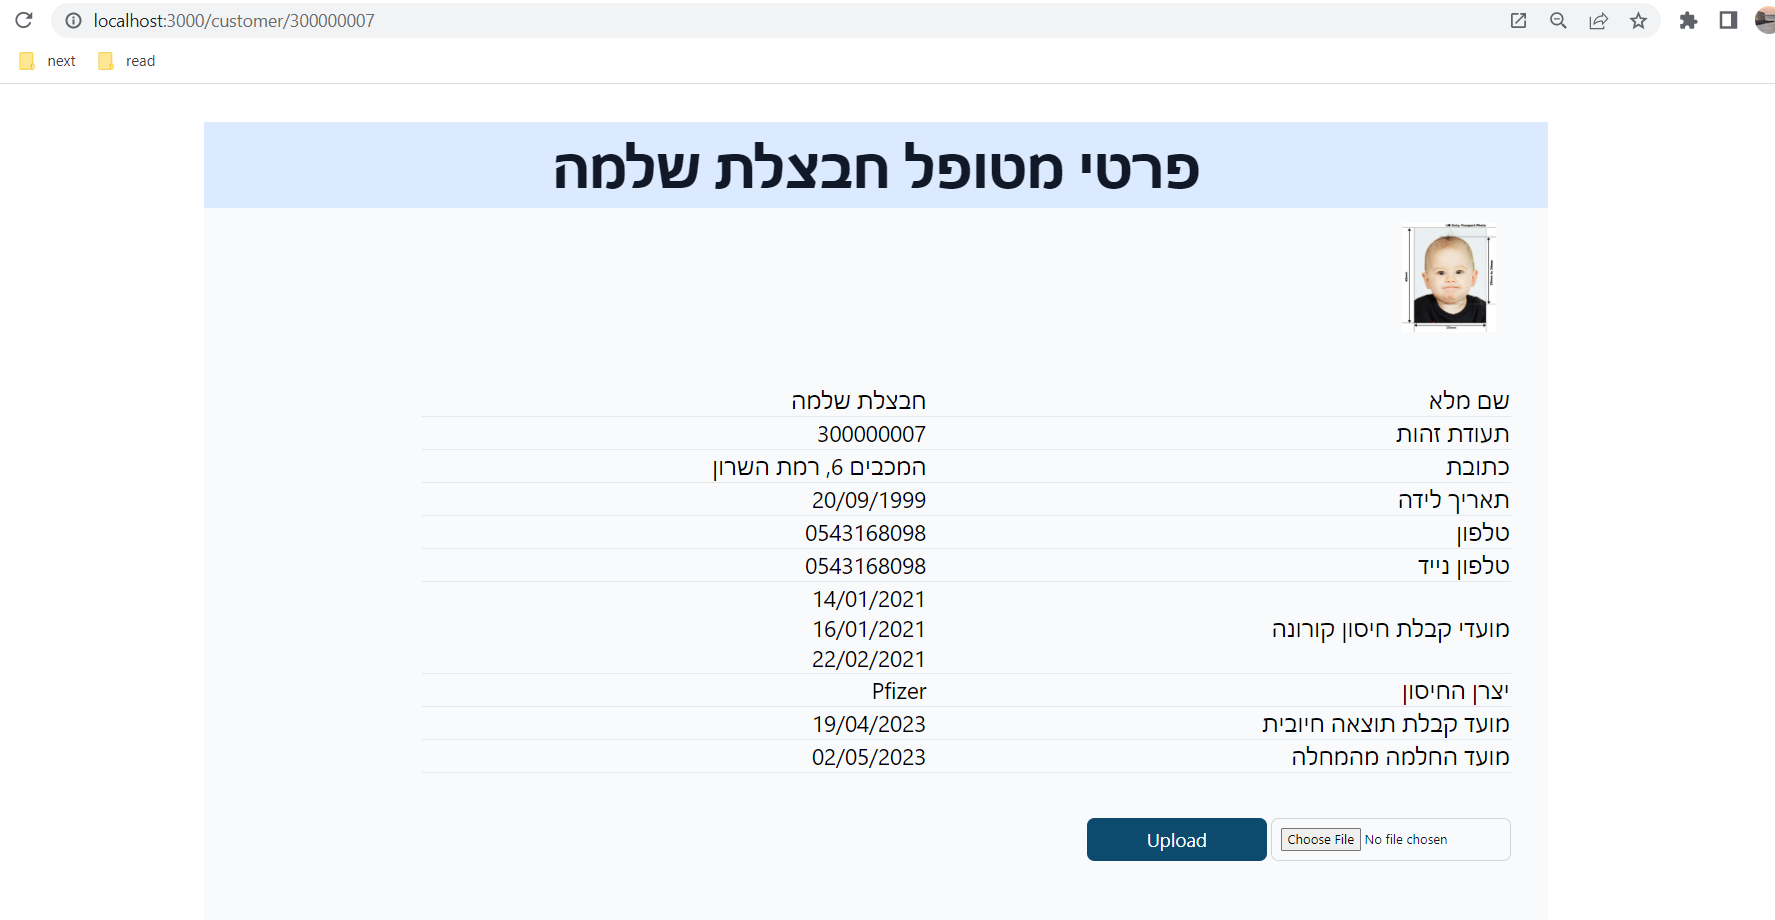 localhost:3000/customer/300000007
next read
פרטי מטופל חבצלת שלמה
שם מלא חבצלת שלמה
תעודת זהות 300000007
כתובת המכבים 6, רמת השרון
תאריך לידה 20/09/1999
טלפון 0543168098
טלפון נייד 0543168098
מועדי קבלת חיסון קורונה 14/01/2021
16/01/2021
22/02/2021
יצרן החיסון Pfizer
מועד קבלת תוצאה חיובית 19/04/2023
מועד החלמה מהמחלה 02/05/2023
Upload Choose File No file chosen